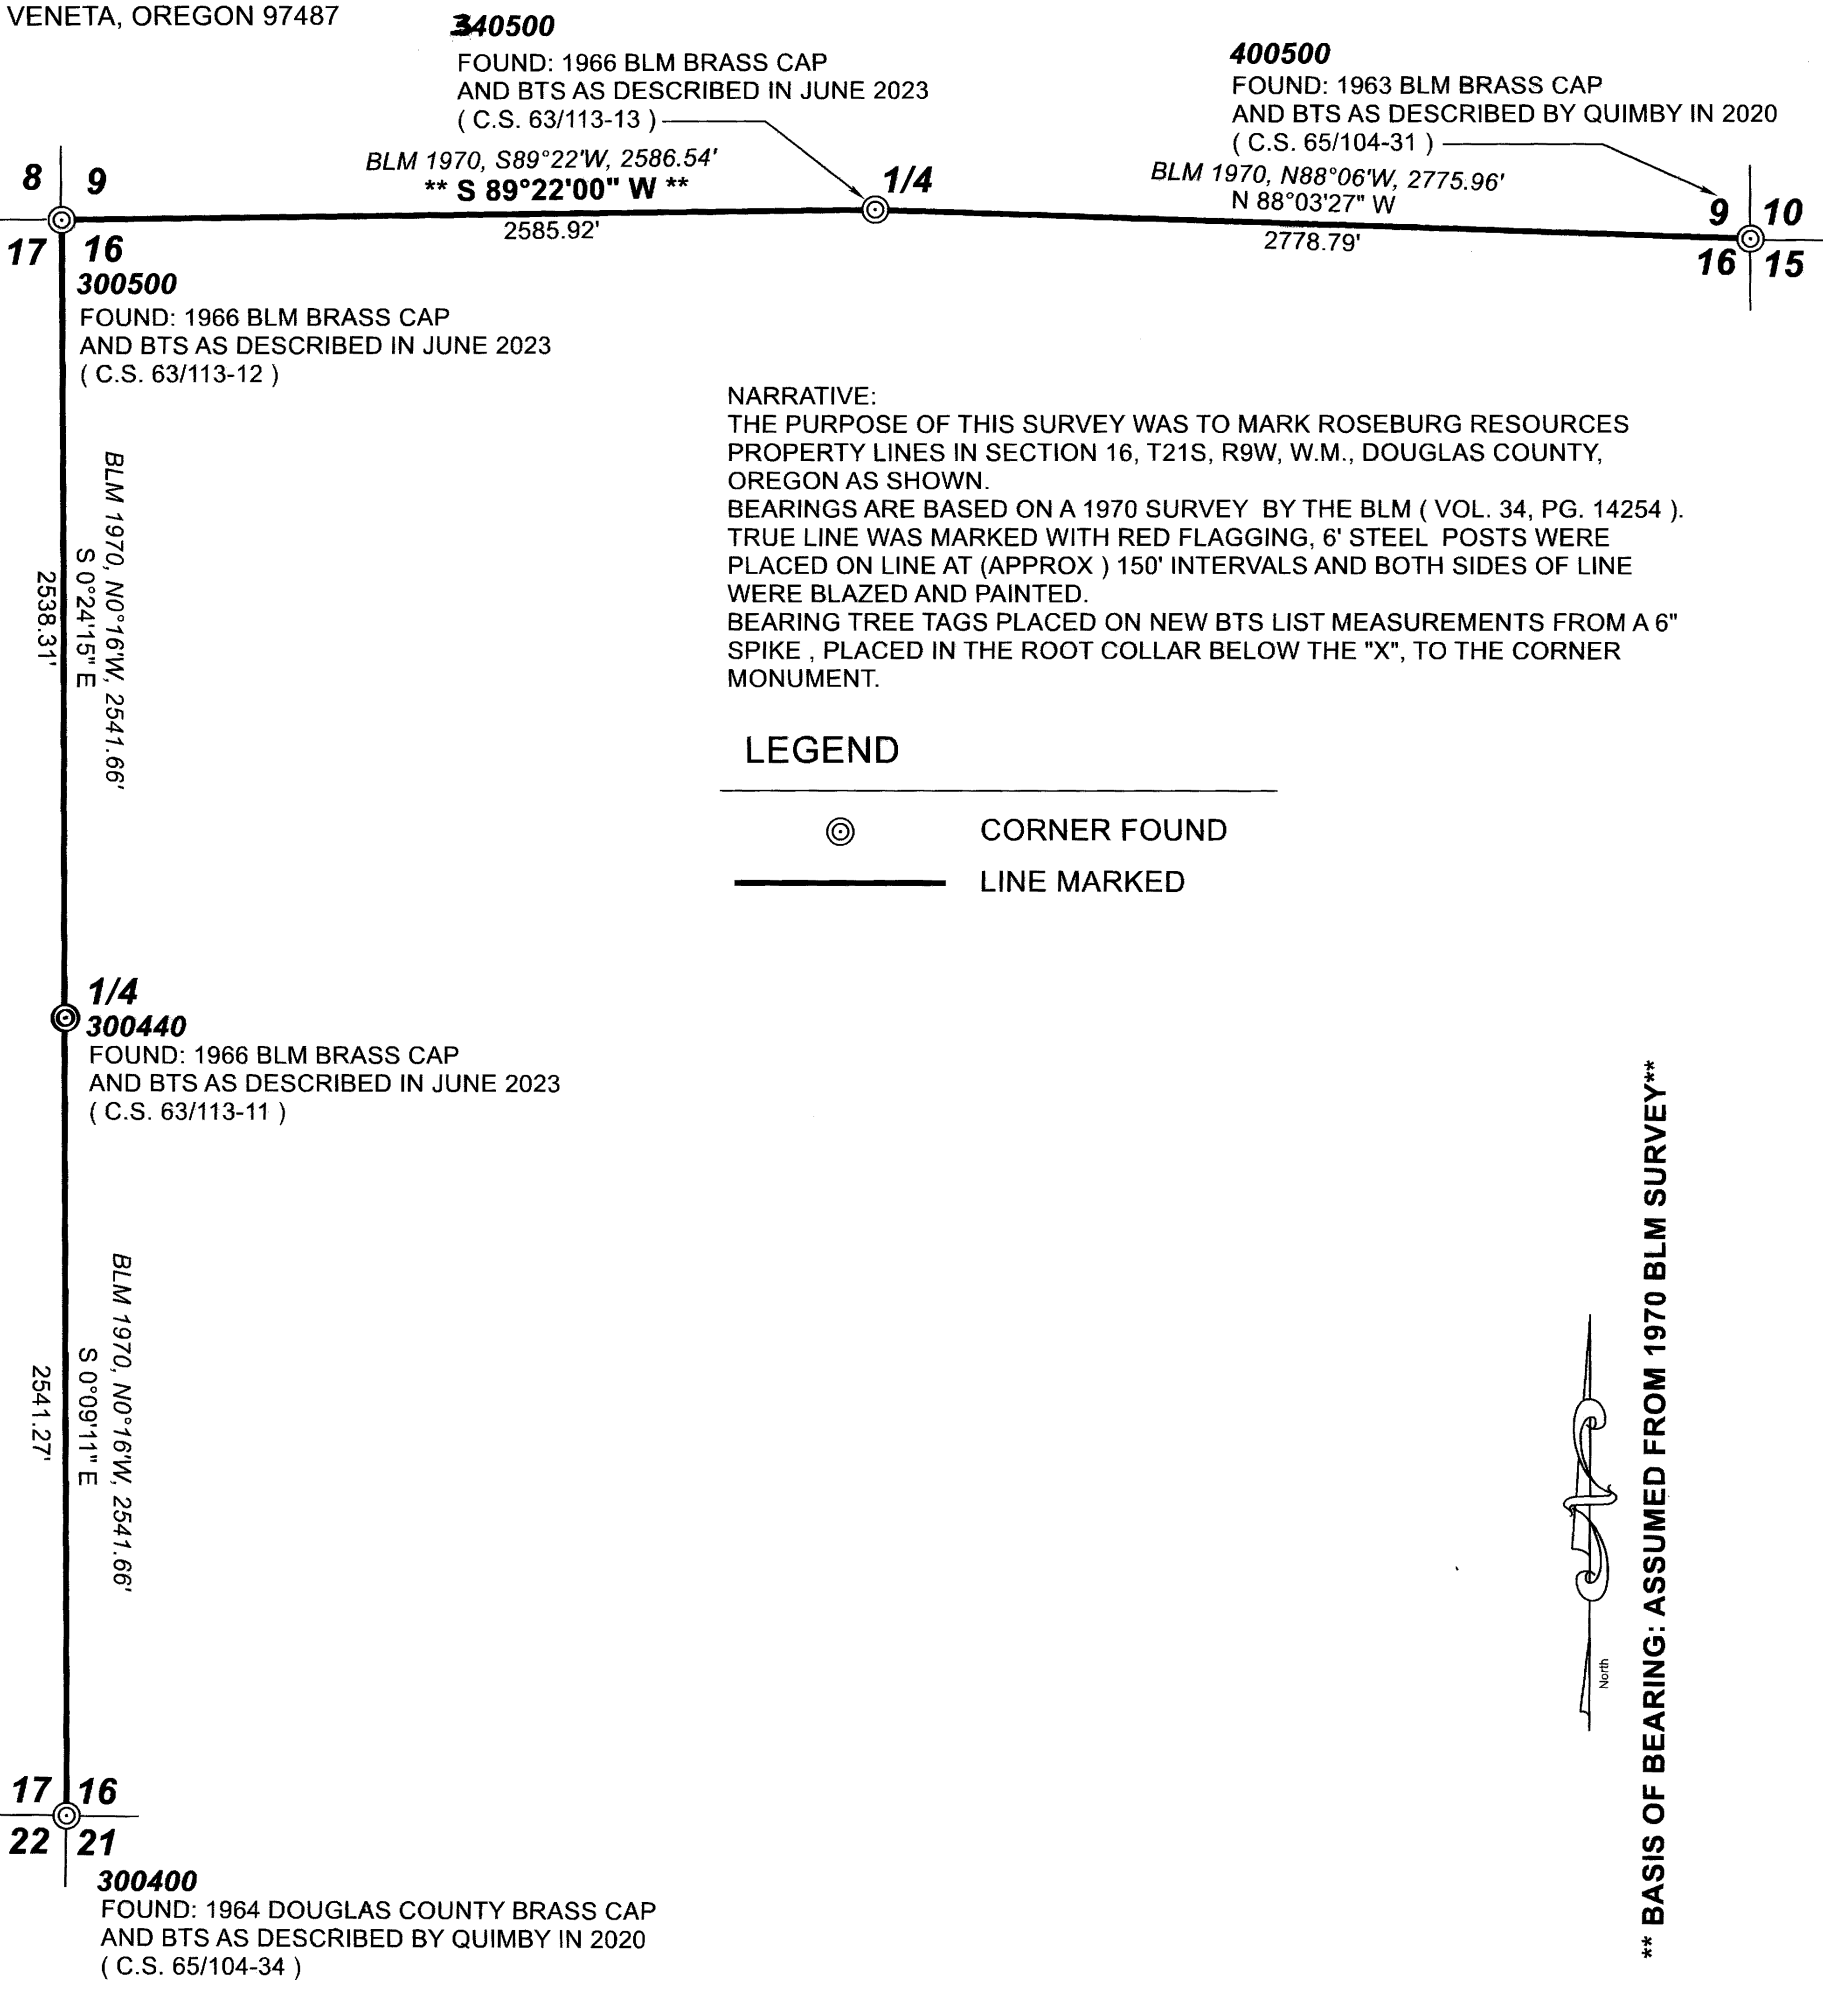 VENETA, OREGON 97487
340500
FOUND: 1966 BLM BRASS CAP
AND BTS AS DESCRIBED IN JUNE 2023
( C.S. 63/113-13 )
400500
FOUND: 1963 BLM BRASS CAP
AND BTS AS DESCRIBED BY QUIMBY IN 2020
( C.S. 65/104-31 )
BLM 1970, S89°22'W, 2586.54'
** S 89°22'00" W **
2585.92'
1/4
BLM 1970, N88°06'W, 2775.96'
N 88°03'27" W
2778.79'
8 9
17 16
9 10
16 15
300500
FOUND: 1966 BLM BRASS CAP
AND BTS AS DESCRIBED IN JUNE 2023
( C.S. 63/113-12 )
NARRATIVE:
THE PURPOSE OF THIS SURVEY WAS TO MARK ROSEBURG RESOURCES
PROPERTY LINES IN SECTION 16, T21S, R9W, W.M., DOUGLAS COUNTY,
OREGON AS SHOWN.
BEARINGS ARE BASED ON A 1970 SURVEY BY THE BLM ( VOL. 34, PG. 14254 ).
TRUE LINE WAS MARKED WITH RED FLAGGING, 6' STEEL POSTS WERE
PLACED ON LINE AT (APPROX ) 150' INTERVALS AND BOTH SIDES OF LINE
WERE BLAZED AND PAINTED.
BEARING TREE TAGS PLACED ON NEW BTS LIST MEASUREMENTS FROM A 6"
SPIKE , PLACED IN THE ROOT COLLAR BELOW THE "X", TO THE CORNER
MONUMENT.
BLM 1970, N0°16'W, 2541.66'
S 0°24'15" E
2538.31'
LEGEND
CORNER FOUND
LINE MARKED
1/4
300440
FOUND: 1966 BLM BRASS CAP
AND BTS AS DESCRIBED IN JUNE 2023
( C.S. 63/113-11 )
BLM 1970, N0°16'W, 2541.66'
S 0°09'11" E
2541.27'
North
** BASIS OF BEARING: ASSUMED FROM 1970 BLM SURVEY**
17 16
22 21
300400
FOUND: 1964 DOUGLAS COUNTY BRASS CAP
AND BTS AS DESCRIBED BY QUIMBY IN 2020
( C.S. 65/104-34 )